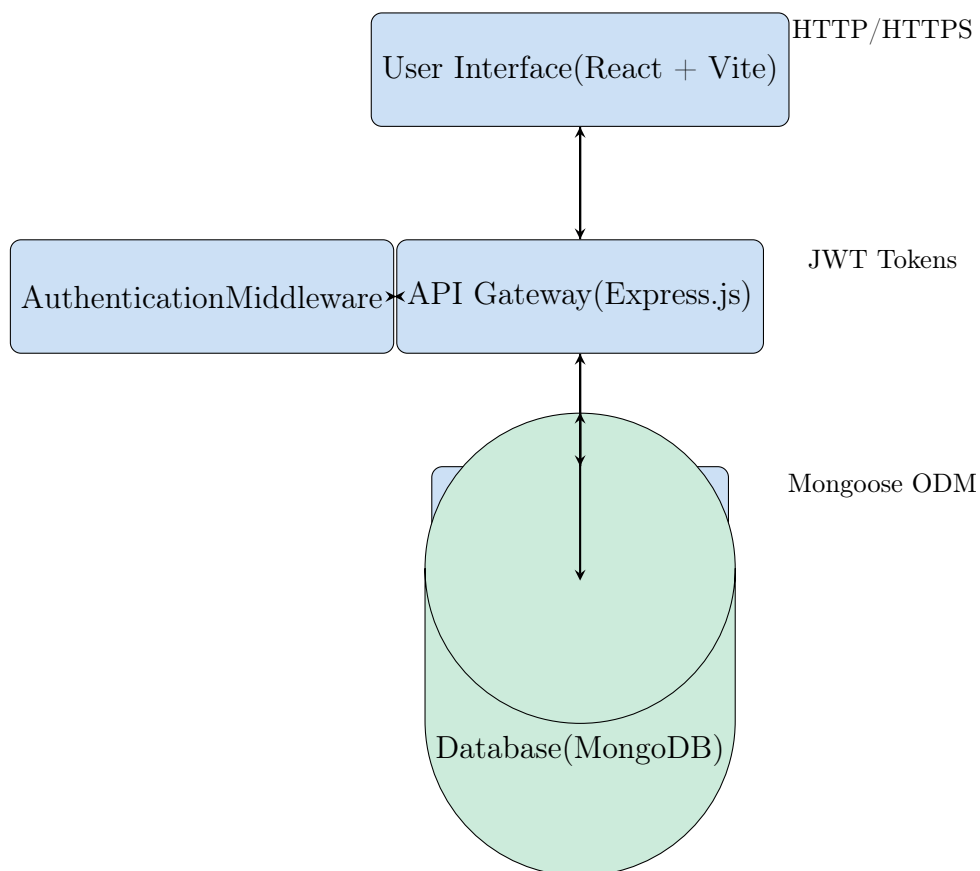 HTTP/HTTPS
User Interface(React + Vite)
JWT Tokens
AuthenticationMiddleware
API Gateway(Express.js)
Mongoose ODM
Database(MongoDB)